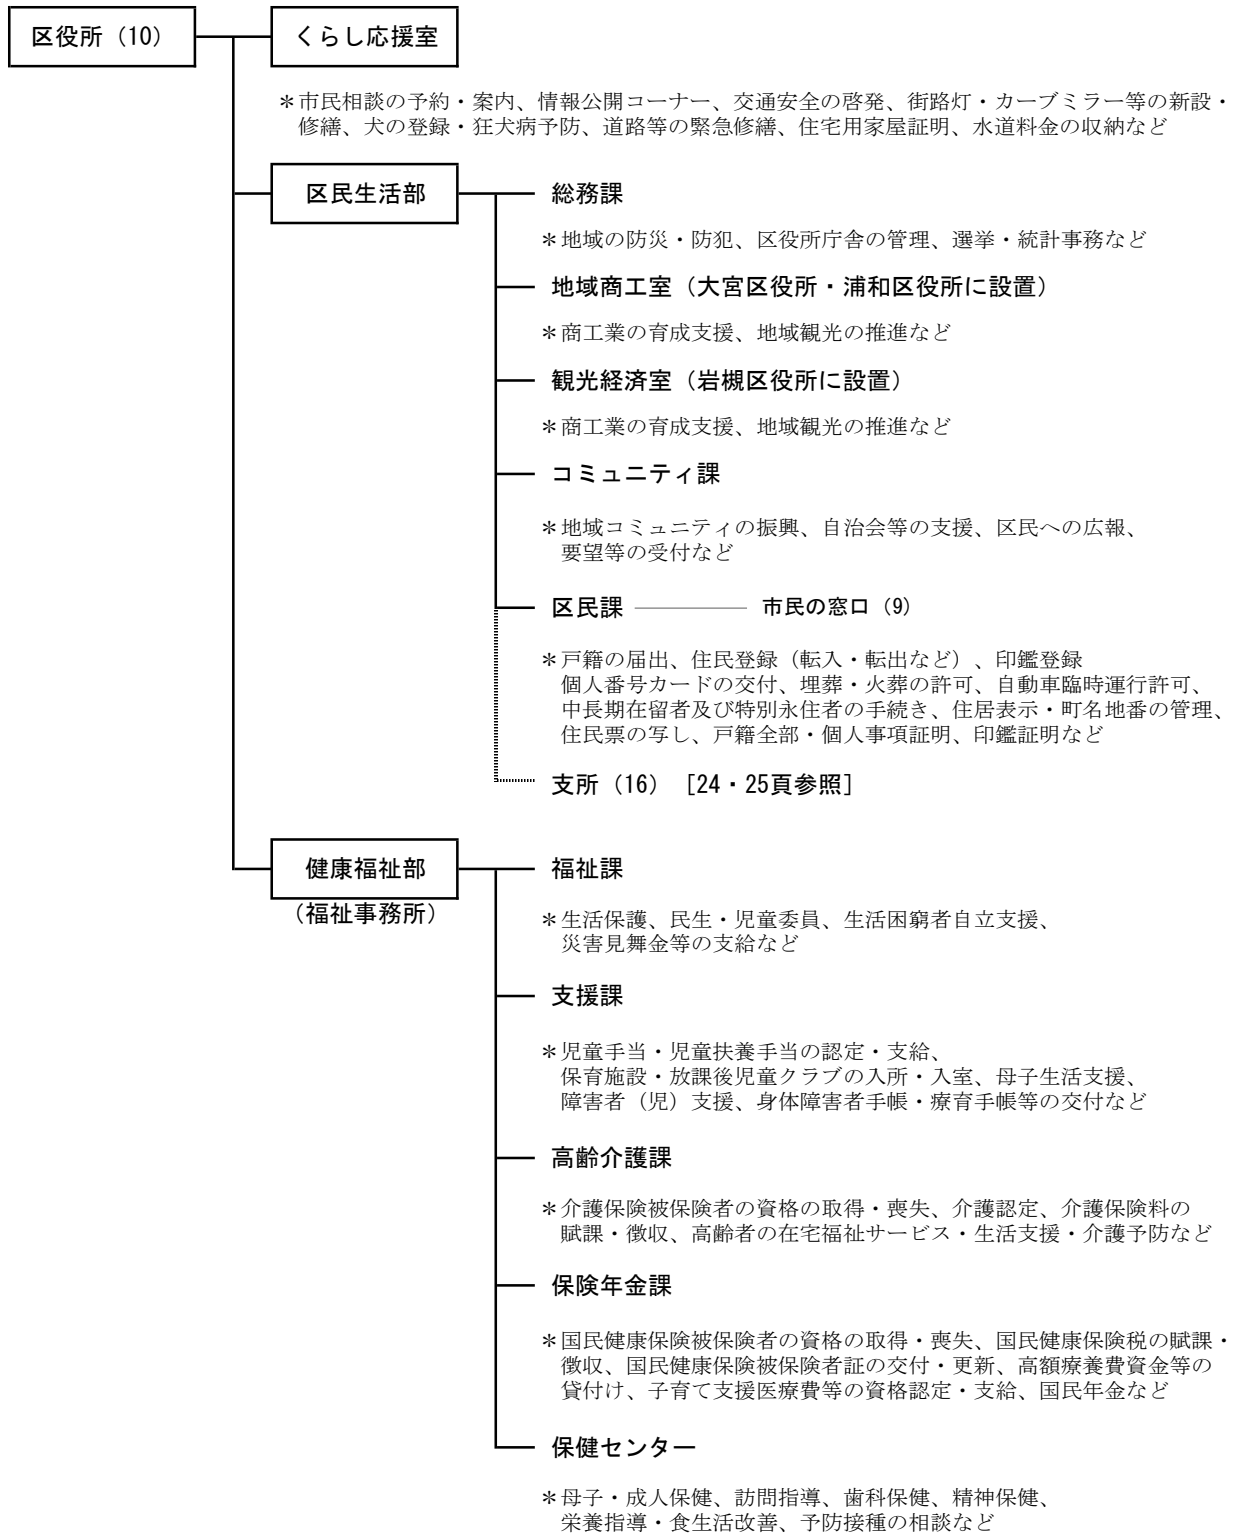 区役所（10）
くらし応援室
＊市民相談の予約・案内、情報公開コーナー、交通安全の啓発、街路灯・カーブミラー等の新設・
修繕、犬の登録・狂犬病予防、道路等の緊急修繕、住宅用家屋証明、水道料金の収納など
区民生活部
総務課
＊地域の防災・防犯、区役所庁舎の管理、選挙・統計事務など
地域商工室（大宮区役所・浦和区役所に設置）
＊商工業の育成支援、地域観光の推進など
観光経済室（岩槻区役所に設置）
＊商工業の育成支援、地域観光の推進など
コミュニティ課
＊地域コミュニティの振興、自治会等の支援、区民への広報、
要望等の受付など
区民課
市民の窓口（9）
＊戸籍の届出、住民登録（転入・転出など）、印鑑登録
個人番号カードの交付、埋葬・火葬の許可、自動車臨時運行許可、
中長期在留者及び特別永住者の手続き、住居表示・町名地番の管理、
住民票の写し、戸籍全部・個人事項証明、印鑑証明など
支所（16）［24・25頁参照］
健康福祉部
（福祉事務所）
福祉課
＊生活保護、民生・児童委員、生活困窮者自立支援、
災害見舞金等の支給など
支援課
＊児童手当・児童扶養手当の認定・支給、
保育施設・放課後児童クラブの入所・入室、母子生活支援、
障害者（児）支援、身体障害者手帳・療育手帳等の交付など
高齢介護課
＊介護保険被保険者の資格の取得・喪失、介護認定、介護保険料の
賦課・徴収、高齢者の在宅福祉サービス・生活支援・介護予防など
保険年金課
＊国民健康保険被保険者の資格の取得・喪失、国民健康保険税の賦課・
徴収、国民健康保険被保険者証の交付・更新、高額療養費資金等の
貸付け、子育て支援医療費等の資格認定・支給、国民年金など
保健センター
＊母子・成人保健、訪問指導、歯科保健、精神保健、
栄養指導・食生活改善、予防接種の相談など